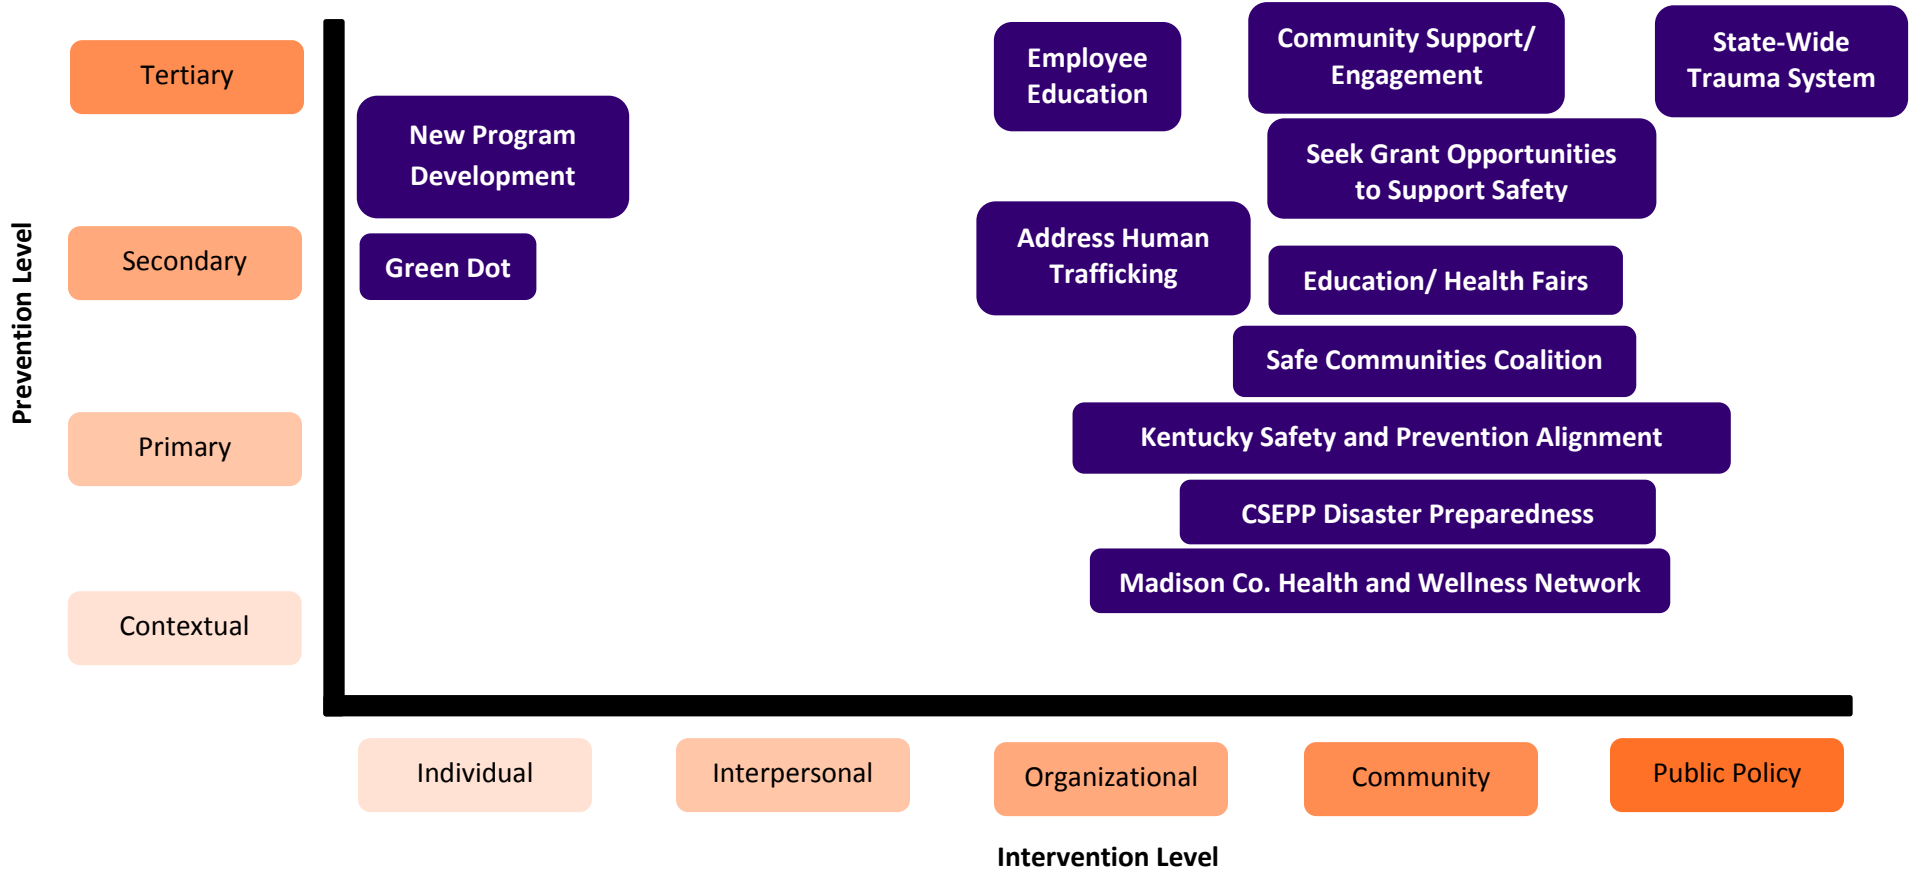 Prevention Level
Tertiary
Secondary
Primary
Contextual
New Program
Development
Green Dot
Employee
Education
Community Support/
Engagement
State-Wide
Trauma System
Seek Grant Opportunities
to Support Safety
Address Human
Trafficking
Education/ Health Fairs
Safe Communities Coalition
Kentucky Safety and Prevention Alignment
CSEPP Disaster Preparedness
Madison Co. Health and Wellness Network
Individual
Interpersonal
Organizational
Community
Public Policy
Intervention Level